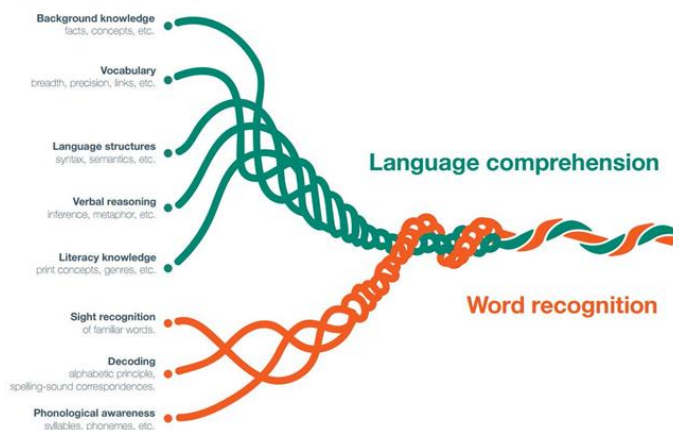 Background knowledge
facts, concepts, etc.
Vocabulary
breadth, precision, links, etc.
Language structures
syntax, semantics, etc.
Verbal reasoning
inference, metaphor, etc.
Literacy knowledge
print concepts, genres, etc.
Sight recognition
of familiar words.
Decoding
alphabetic principle,
spelling-sound correspondences.
Phonological awareness
syllables, phonemes, etc.
Language comprehension
Word recognition